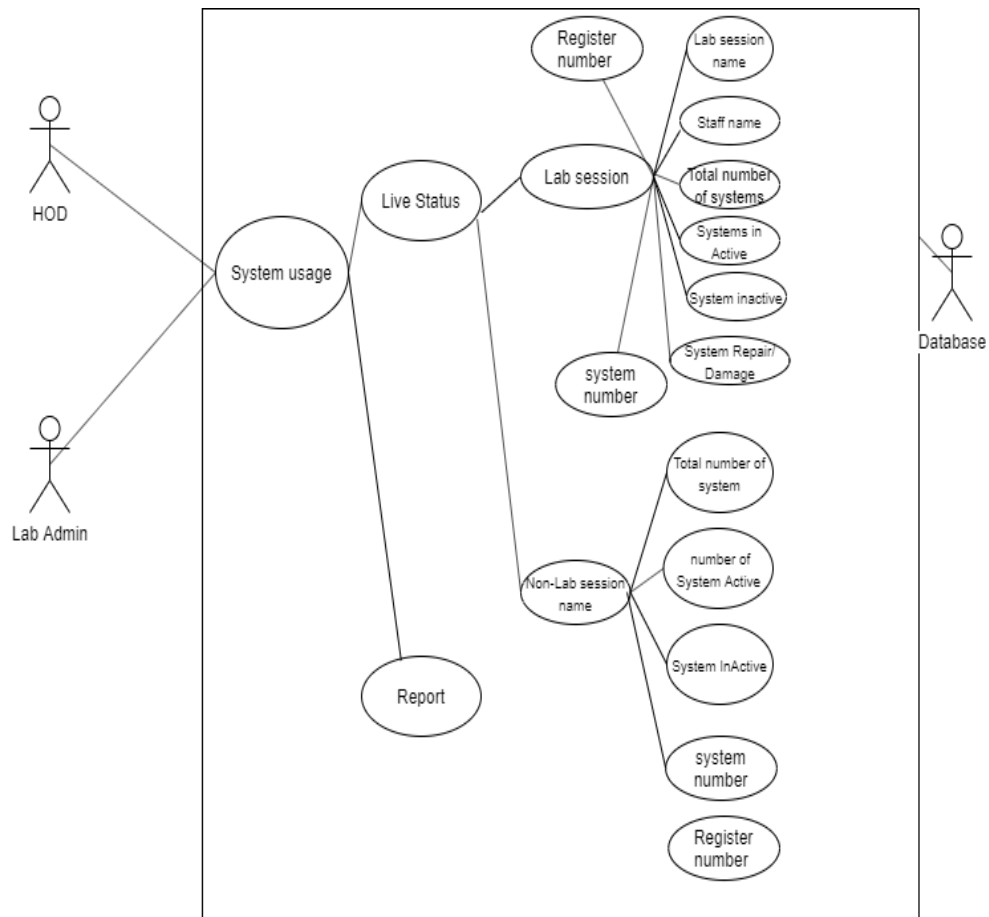 HOD
Lab Admin
System usage
Live Status
Report
Register
number
Lab session
system
number
Lab session
name
Staff name
Total number
of systems
Systems in
Active
System inactive
System Repair/
Damage
Non-Lab session
name
Total number of
system
number of
System Active
System InActive
system
number
Register
number
Database